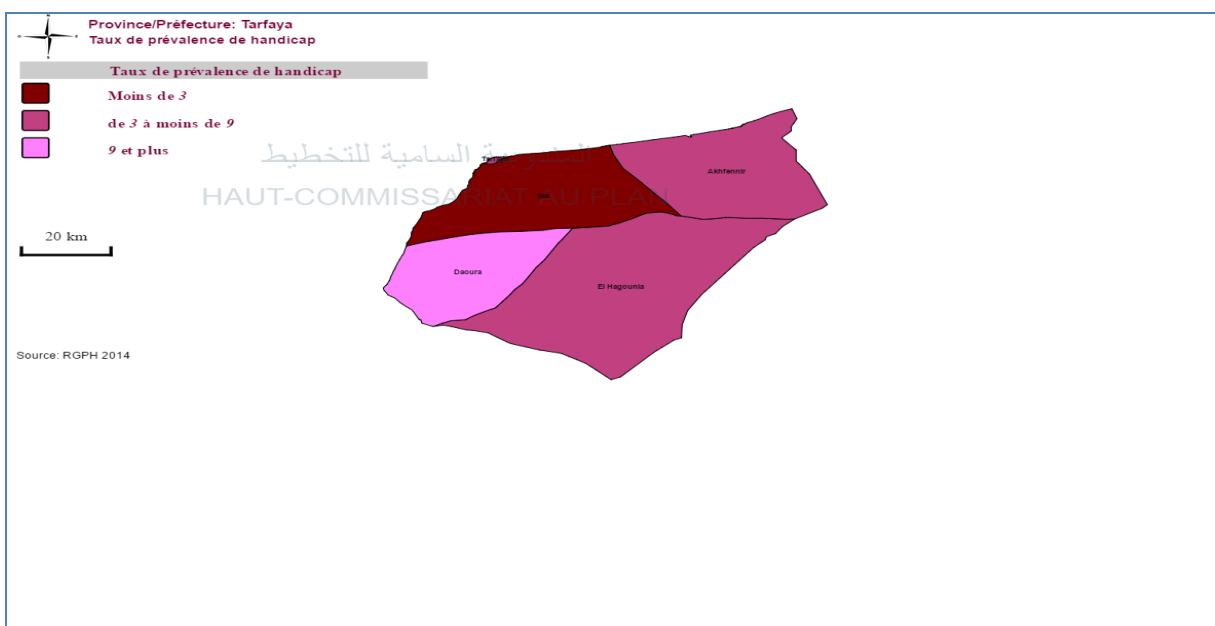 Province/Préfecture: Tarfaya
Taux de prévalence de handicap
Taux de prévalence de handicap
Moins de 3
de 3 à moins de 9
9 et plus
المندوبية السامية للتخطيط
HAUT-COMMISSARIAT AU PLAN
Akhfennir
Daoura
El Hagounia
20 km
Source: RGPH 2014